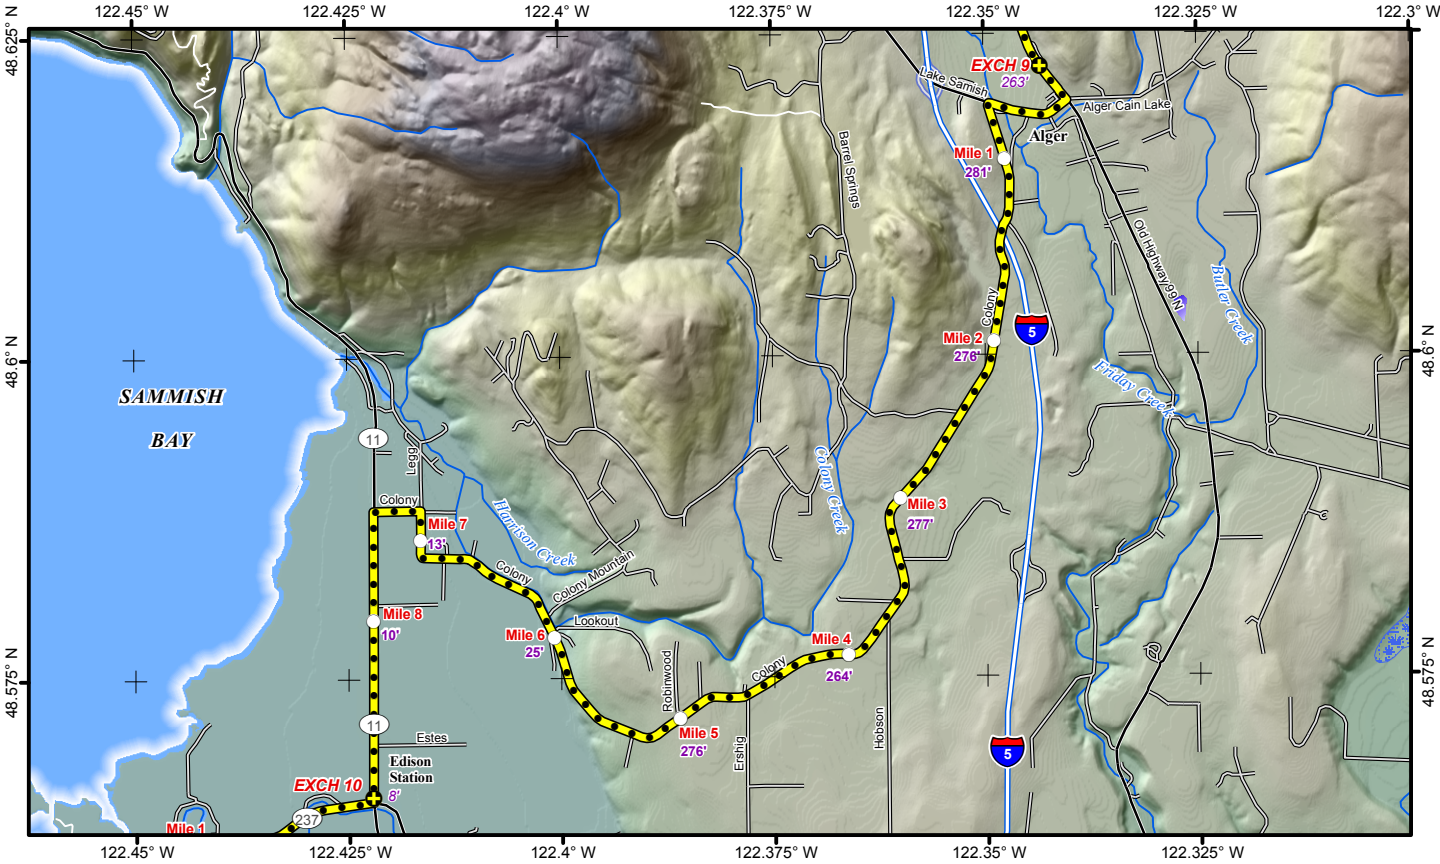 122.45° W
122.425° W
122.4° W
122.375° W
122.35° W
122.325° W
122.3° W
48.625° N
EXCH 9
263'
Lake Samish
Alger Cain Lake
Alger
Mile 1
281'
Barrel Springs
Old Highway 99 N
Butler Creek
Colony
5
Mile 2
276'
48.6° N
48.6° N
SAMMISH
BAY
Friday Creek
11
Legg
Colony
Mile 7
13'
Harrison Creek
Colony Creek
Mile 3
277'
Colony
Colony Mountain
Mile 8
10'
Lookout
Mile 6
25'
Mile 4
264'
Robinwood
Colony
48.575° N
48.575° N
11
Mile 5
276'
Ershig
Hobson
5
Estes
Edison
Station
EXCH 10
8'
237
Mile 1
122.45° W
122.425° W
122.4° W
122.375° W
122.35° W
122.325° W